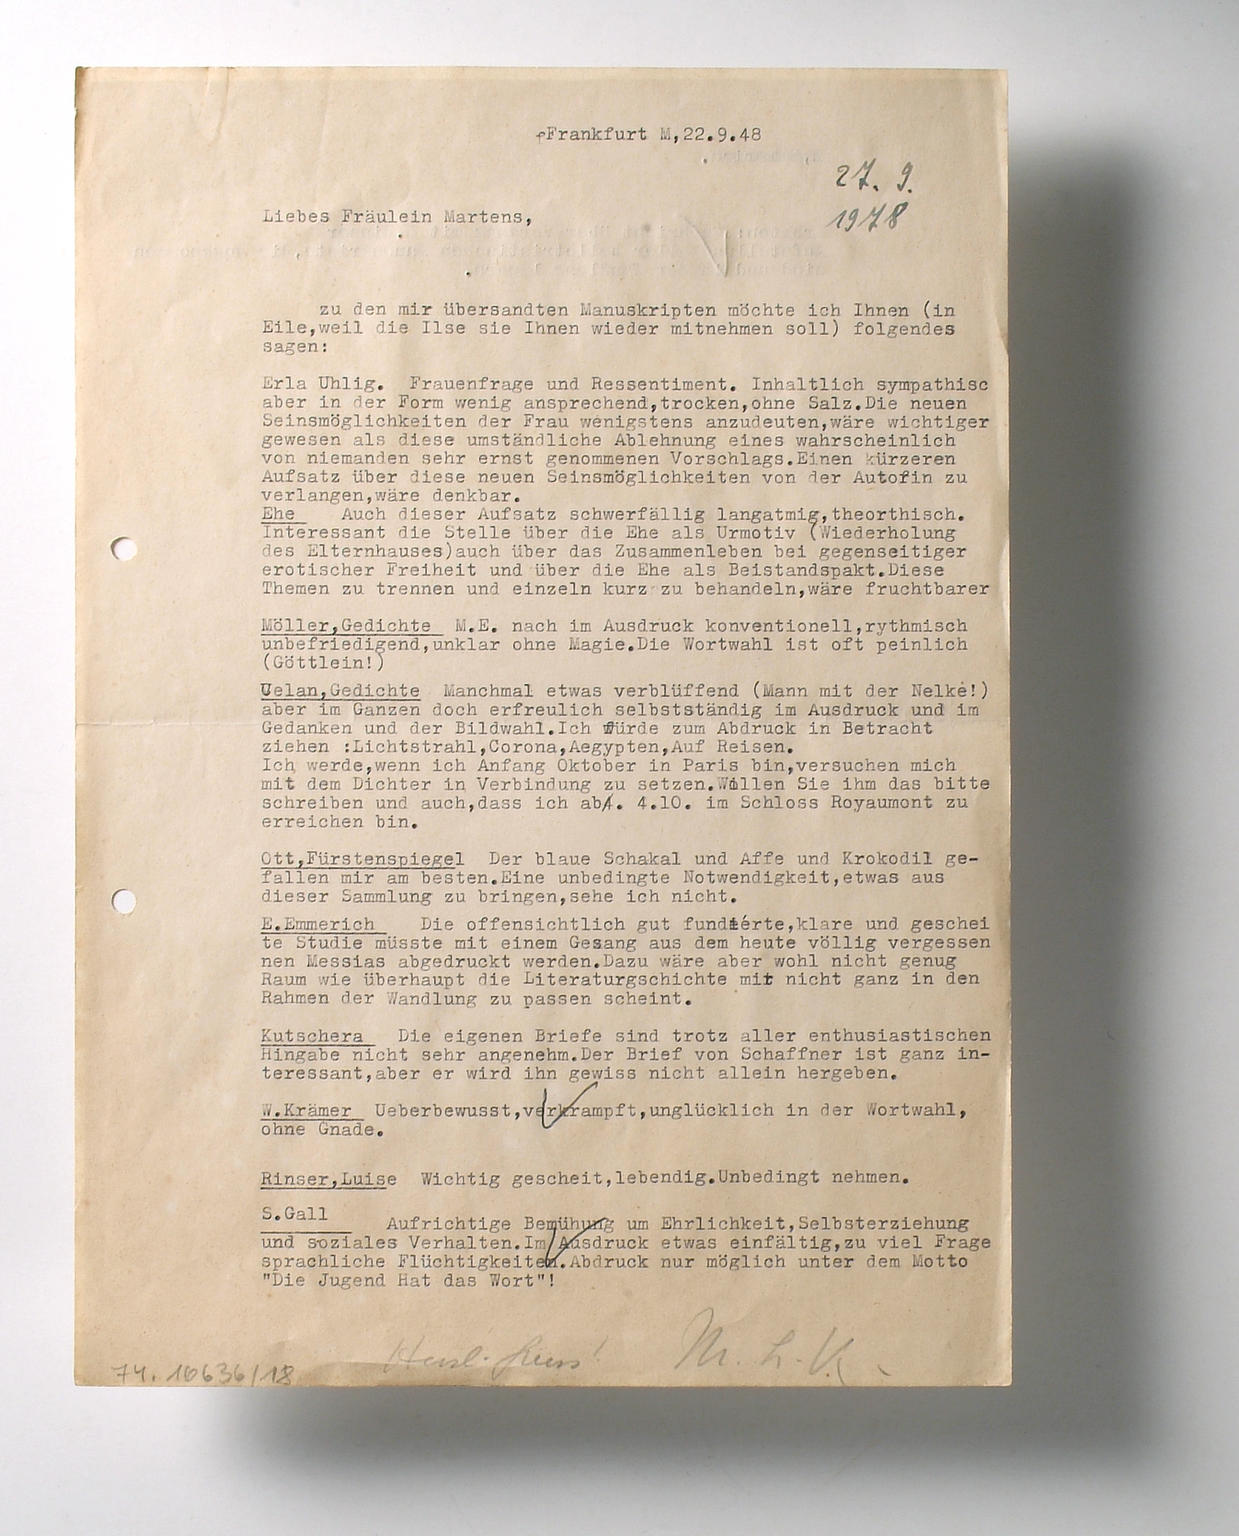 Frankfurt M,22.9.48
27. 9.
1948
Liebes Fräulein Martens,
zu den mir übersandten Manuskripten möchte ich Ihnen (in
Eile,weil die Ilse sie Ihnen wieder mitnehmen soll) folgendes
sagen:
Erla Uhlig. Frauenfrage und Ressentiment. Inhaltlich sympathisc
aber in der Form wenig ansprechend,trocken,ohne Salz.Die neuen
Seinsmöglichkeiten der Frau wenigstens anzudeuten,wäre wichtiger
gewesen als diese umständliche Ablehnung eines wahrscheinlich
von niemanden sehr ernst genommenen Vorschlags.Einen kürzeren
Aufsatz über diese neuen Seinsmöglichkeiten von der Autorin zu
verlangen,wäre denkbar.
Ehe Auch dieser Aufsatz schwerfällig langatmig,theorthisch.
Interessant die Stelle über die Ehe als Urmotiv (Wiederholung
des Elternhauses)auch über das Zusammenleben bei gegenseitiger
erotischer Freiheit und über die Ehe als Beistandspakt.Diese
Themen zu trennen und einzeln kurz zu behandeln,wäre fruchtbarer
Möller,Gedichte M.E. nach im Ausdruck konventionell,rythmisch
unbefriedigend,unklar ohne Magie.Die Wortwahl ist oft peinlich
(Göttlein!)
Uelan,Gedichte Manchmal etwas verblüffend (Mann mit der Nelke!)
aber im Ganzen doch erfreulich selbstständig im Ausdruck und im
Gedanken und der Bildwahl.Ich würde zum Abdruck in Betracht
ziehen :Lichtstrahl,Corona,Aegypten,Auf Reisen.
Ich werde,wenn ich Anfang Oktober in Paris bin,versuchen mich
mit dem Dichter in Verbindung zu setzen.Wollen Sie ihm das bitte
schreiben und auch,dass ich ab 4.10. im Schloss Royaumont zu
erreichen bin.
Ott,Fürstenspiegel Der blaue Schakal und Affe und Krokodil ge-
fallen mir am besten.Eine unbedingte Notwendigkeit,etwas aus
dieser Sammlung zu bringen,sehe ich nicht.
E.Emmerich Die offensichtlich gut fundierte,klare und geschei
te Studie müsste mit einem Gesang aus dem heute völlig vergessen
nen Messias abgedruckt werden.Dazu wäre aber wohl nicht genug
Raum wie überhaupt die Literaturgschichte mir nicht ganz in den
Rahmen der Wandlung zu passen scheint.
Kutschera Die eigenen Briefe sind trotz aller enthusiastischen
Hingabe nicht sehr angenehm.Der Brief von Schaffner ist ganz in-
teressant,aber er wird ihn gewiss nicht allein hergeben.
W.Krämer Ueberbewusst,verkrampft,unglücklich in der Wortwahl,
ohne Gnade.
Rinser,Luise Wichtig gescheit,lebendig.Unbedingt nehmen.
S.Gall
Aufrichtige Bemühung um Ehrlichkeit,Selbsterziehung
und soziales Verhalten.Im Ausdruck etwas einfältig,zu viel Frage
sprachliche Flüchtigkeiten.Abdruck nur möglich unter dem Motto
"Die Jugend Hat das Wort"!
M. L. K.
74.10636/18